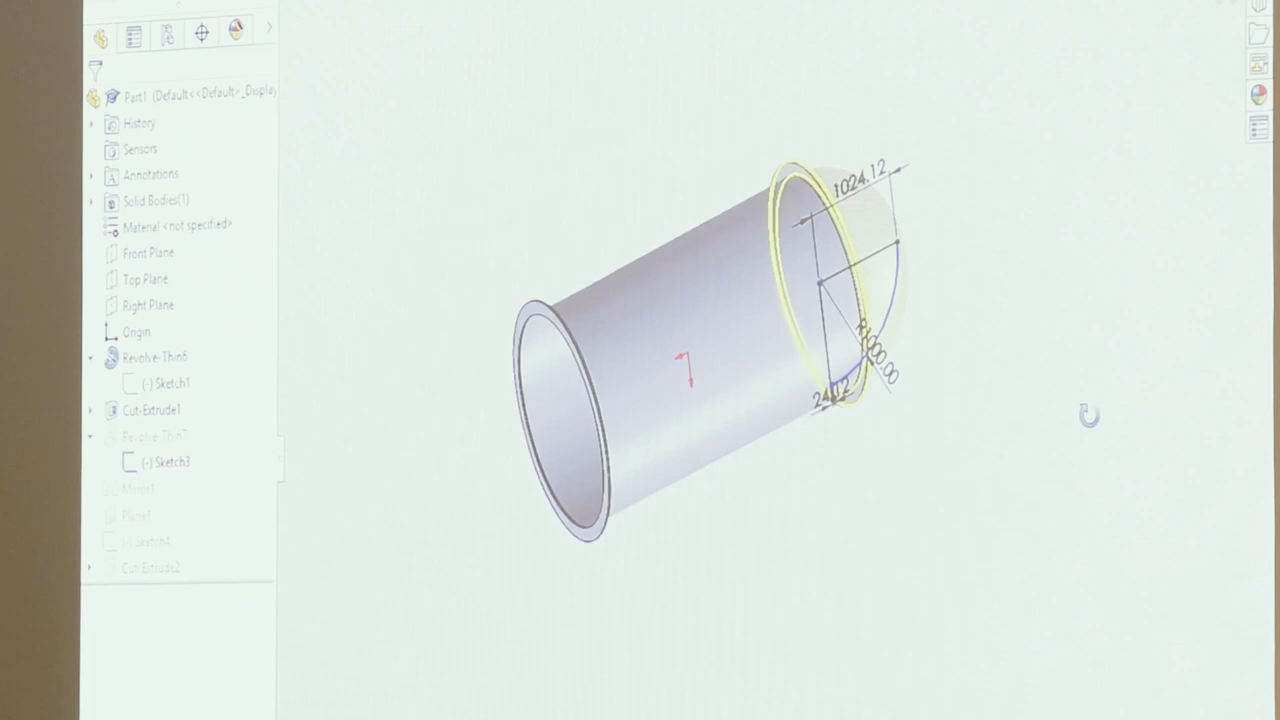 Part1 (Default<<Default>_Display
History
Sensors
Annotations
Solid Bodies(1)
Material <not specified>
Front Plane
Top Plane
Right Plane
Origin
Revolve-Thin6
(-) Sketch1
Cut-Extrude1
Revolve-Thin7
(-) Sketch3
Mirror1
Plane1
(-) Sketch4
Cut-Extrude2
1024.12
R1000.00
24.12